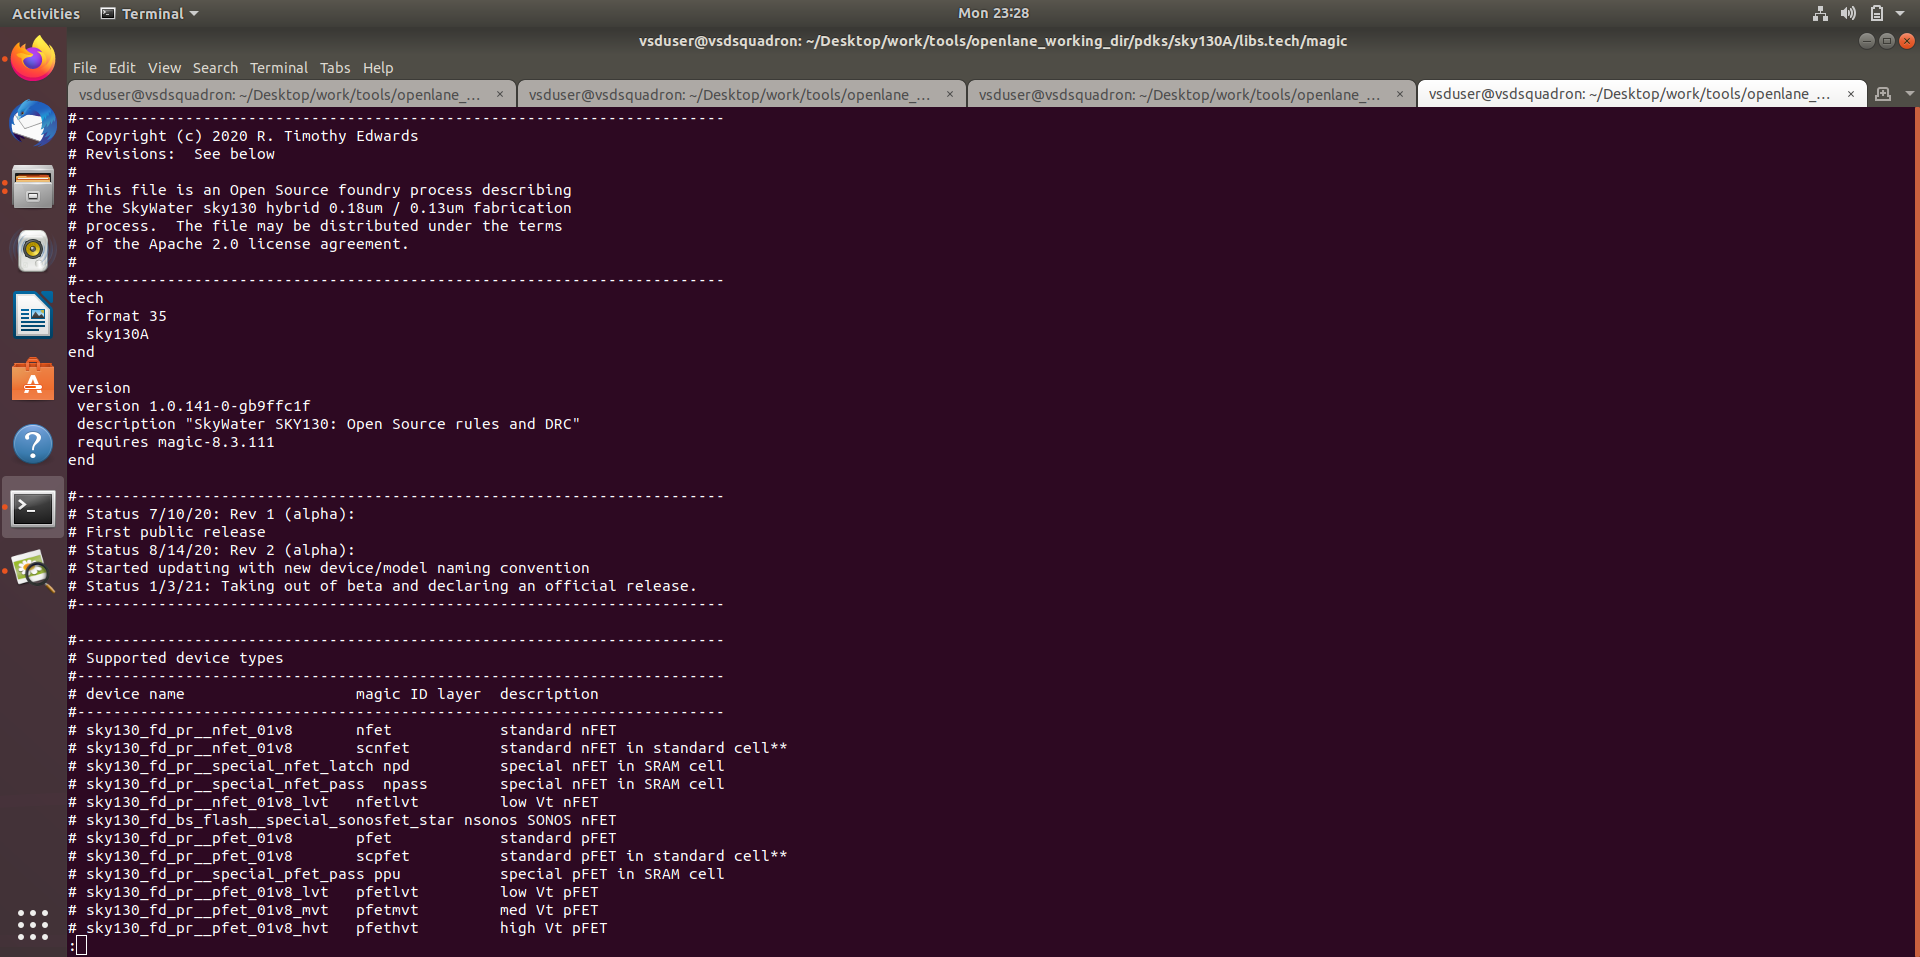 Activities Terminal Mon 23:28
vsduser@vsdsquadron: ~/Desktop/work/tools/openlane_working_dir/pdks/sky130A/libs.tech/magic
File Edit View Search Terminal Tabs Help
vsduser@vsdsquadron: ~/Desktop/work/tools/openlane_... × vsduser@vsdsquadron: ~/Desktop/work/tools/openlane_... × vsduser@vsdsquadron: ~/Desktop/work/tools/openlane_... × vsduser@vsdsquadron: ~/Desktop/work/tools/openlane_... ×
#------------------------------------------------------------------------
# Copyright (c) 2020 R. Timothy Edwards
# Revisions:  See below
#
# This file is an Open Source foundry process describing
# the SkyWater sky130 hybrid 0.18um / 0.13um fabrication
# process.  The file may be distributed under the terms
# of the Apache 2.0 license agreement.
#
#------------------------------------------------------------------------
tech
  format 35
  sky130A
end
version
 version 1.0.141-0-gb9ffc1f
 description "SkyWater SKY130: Open Source rules and DRC"
 requires magic-8.3.111
end
#------------------------------------------------------------------------
# Status 7/10/20: Rev 1 (alpha):
# First public release
# Status 8/14/20: Rev 2 (alpha):
# Started updating with new device/model naming convention
# Status 1/3/21: Taking out of beta and declaring an official release.
#------------------------------------------------------------------------
#------------------------------------------------------------------------
# Supported device types
#------------------------------------------------------------------------
# device name                   magic ID layer  description
#------------------------------------------------------------------------
# sky130_fd_pr__nfet_01v8       nfet            standard nFET
# sky130_fd_pr__nfet_01v8       scnfet          standard nFET in standard cell**
# sky130_fd_pr__special_nfet_latch npd          special nFET in SRAM cell
# sky130_fd_pr__special_nfet_pass  npass        special nFET in SRAM cell
# sky130_fd_pr__nfet_01v8_lvt   nfetlvt         low Vt nFET
# sky130_fd_bs_flash__special_sonosfet_star nsonos SONOS nFET
# sky130_fd_pr__pfet_01v8       pfet            standard pFET
# sky130_fd_pr__pfet_01v8       scpfet          standard pFET in standard cell**
# sky130_fd_pr__special_pfet_pass ppu           special pFET in SRAM cell
# sky130_fd_pr__pfet_01v8_lvt   pfetlvt         low Vt pFET
# sky130_fd_pr__pfet_01v8_mvt   pfetmvt         med Vt pFET
# sky130_fd_pr__pfet_01v8_hvt   pfethvt         high Vt pFET
: